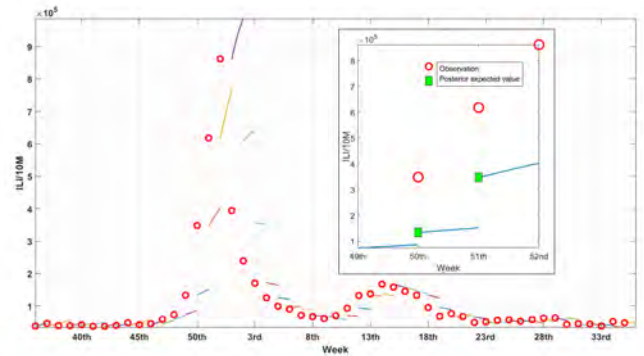 ×10⁵
9
8
7
6
5
4
3
2
1
ILI/10M
40th
45th
50th
3rd
8th
13th
18th
23rd
28th
33rd
Week
×10⁵
8
7
6
5
4
3
2
1
Observation
Posterior expected value
49th
50th
51th
52nd
Week